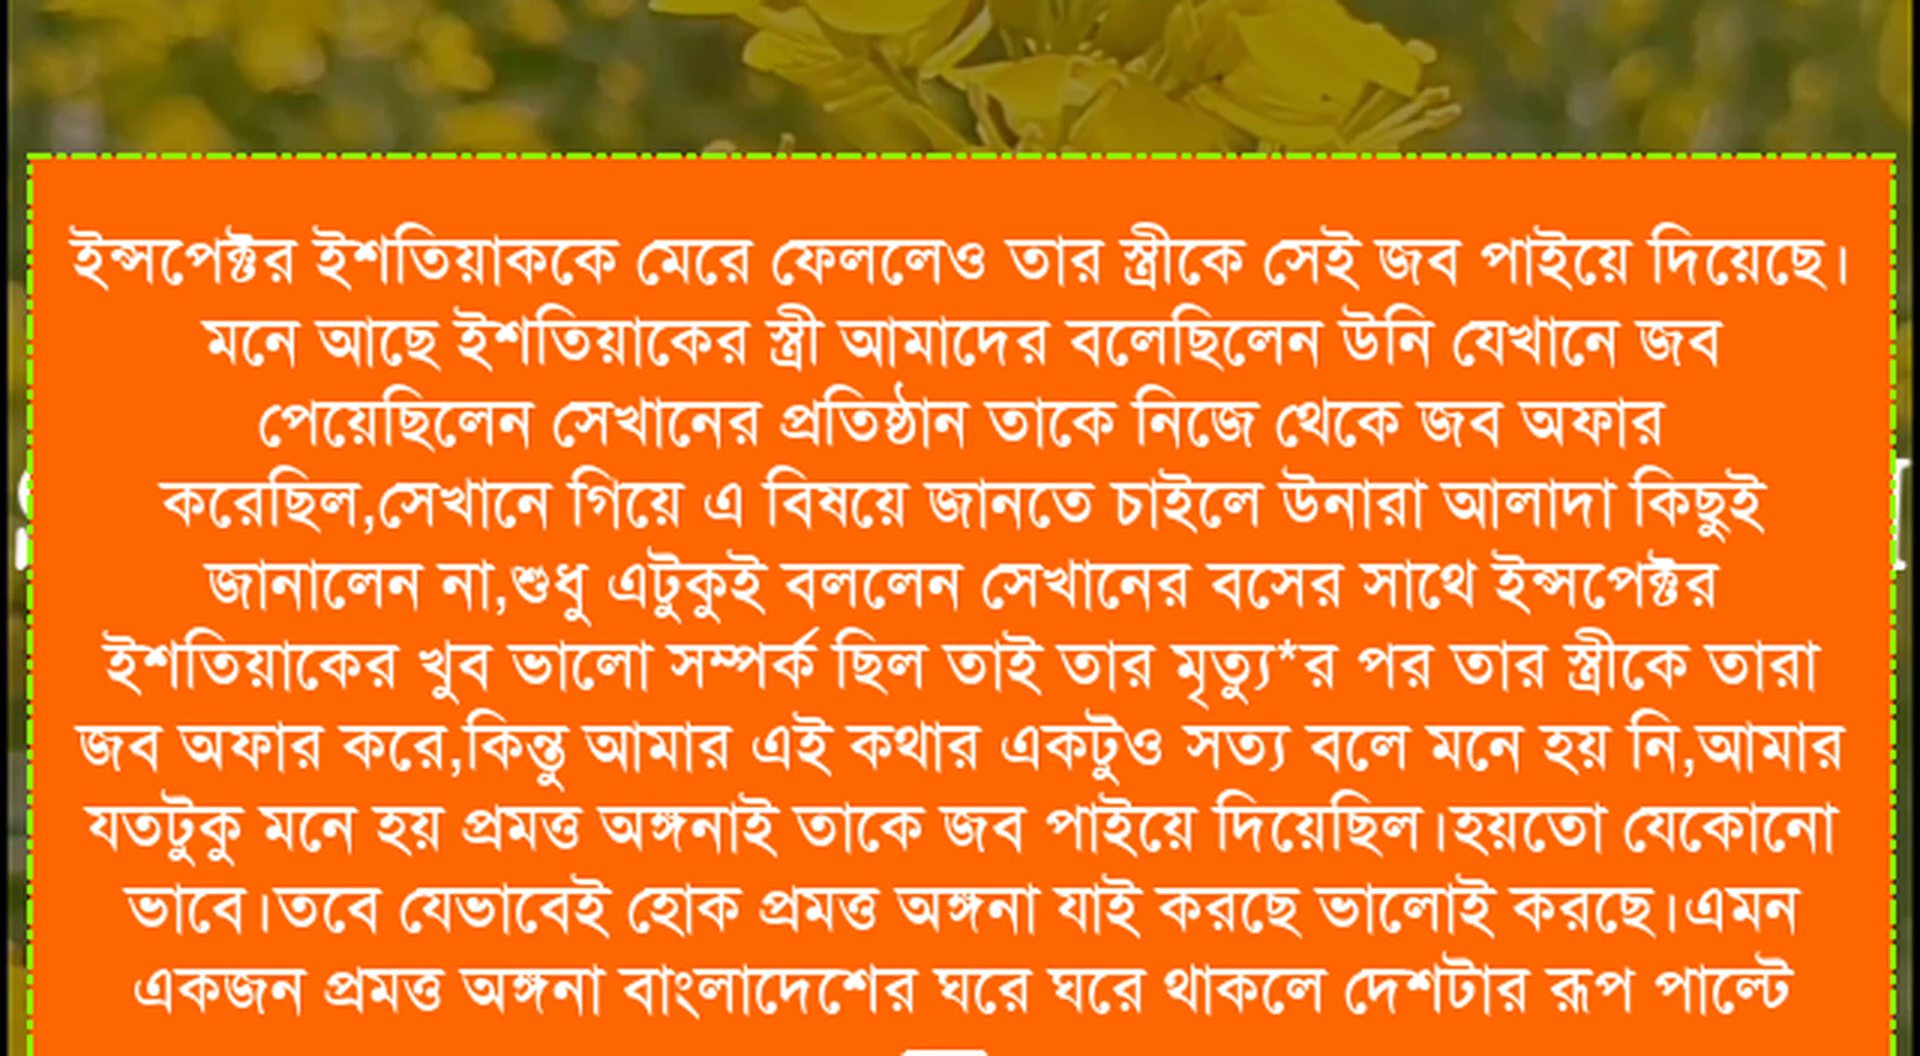 ইন্সপেক্টর ইশতিয়াককে মেরে ফেললেও তার স্ত্রীকে সেই জব পাইয়ে দিয়েছে।
মনে আছে ইশতিয়াকের স্ত্রী আমাদের বলেছিলেন উনি যেখানে জব
পেয়েছিলেন সেখানের প্রতিষ্ঠান তাকে নিজে থেকে জব অফার
করেছিল,সেখানে গিয়ে এ বিষয়ে জানতে চাইলে উনারা আলাদা কিছুই
জানালেন না,শুধু এটুকুই বললেন সেখানের বসের সাথে ইন্সপেক্টর
ইশতিয়াকের খুব ভালো সম্পর্ক ছিল তাই তার মৃত্যু*র পর তার স্ত্রীকে তারা
জব অফার করে,কিন্তু আমার এই কথার একটুও সত্য বলে মনে হয় নি,আমার
যতটুকু মনে হয় প্রমত্ত অঙ্গনাই তাকে জব পাইয়ে দিয়েছিল।হয়তো যেকোনো
ভাবে।তবে যেভাবেই হোক প্রমত্ত অঙ্গনা যাই করছে ভালোই করছে।এমন
একজন প্রমত্ত অঙ্গনা বাংলাদেশের ঘরে ঘরে থাকলে দেশটার রূপ পাল্টে